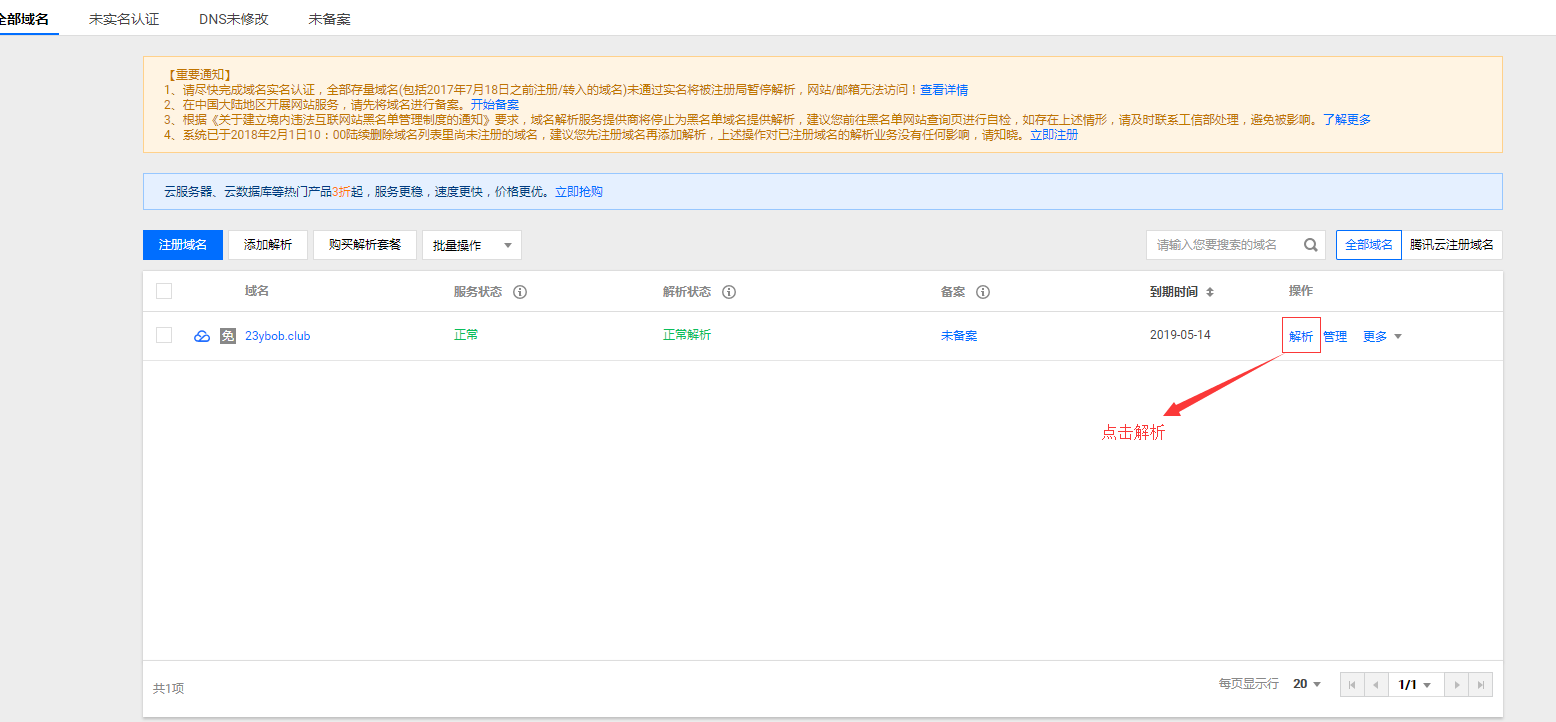 全部域名 未实名认证 DNS未修改 未备案
【重要通知】
1、请尽快完成域名实名认证，全部存量域名(包括2017年7月18日之前注册/转入的域名)未通过实名将被注册局暂停解析，网站/邮箱无法访问！查看详情
2、在中国大陆地区开展网站服务，请先将域名进行备案。开始备案
3、根据《关于建立境内违法互联网站黑名单管理制度的通知》要求，域名解析服务提供商将停止为黑名单域名提供解析，建议您前往黑名单网站查询页进行自检，如存在上述情形，请及时联系工信部处理，避免被影响。了解更多
4、系统已于2018年2月1日10：00陆续删除域名列表里尚未注册的域名，建议您先注册域名再添加解析，上述操作对已注册域名的解析业务没有任何影响，请知晓。立即注册
云服务器、云数据库等热门产品3折起，服务更稳，速度更快，价格更优。立即抢购
注册域名 添加解析 购买解析套餐 批量操作 请输入您要搜索的域名 全部域名 腾讯云注册域名
域名 服务状态 解析状态 备案 到期时间 操作
免 23ybob.club 正常 正常解析 未备案 2019-05-14 解析 管理 更多
点击解析
共1项 每页显示行 20 1/1